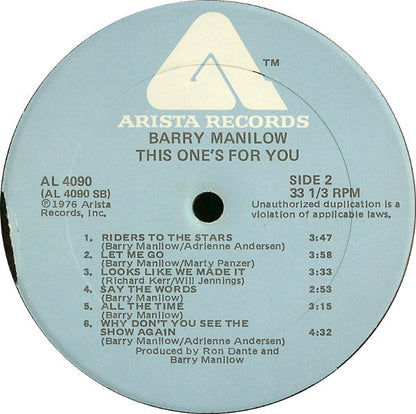 ™
ARISTA RECORDS
BARRY MANILOW
THIS ONE'S FOR YOU
AL 4090
(AL 4090 SB)
Ⓟ1976 Arista
Records, Inc.
SIDE 2
33 1/3 RPM
Unauthorized duplication is a
violation of applicable laws.
1. RIDERS TO THE STARS 3:47
(Barry Manilow/Adrienne Andersen)
2. LET ME GO 3:58
(Barry Manilow/Marty Panzer)
3. LOOKS LIKE WE MADE IT 3:33
(Richard Kerr/Will Jennings)
4. SAY THE WORDS 2:53
(Barry Manilow)
5. ALL THE TIME 3:15
(Barry Manilow)
6. WHY DON'T YOU SEE THE
SHOW AGAIN 4:32
(Barry Manilow/Adrienne Andersen)
Produced by Ron Dante and
Barry Manilow